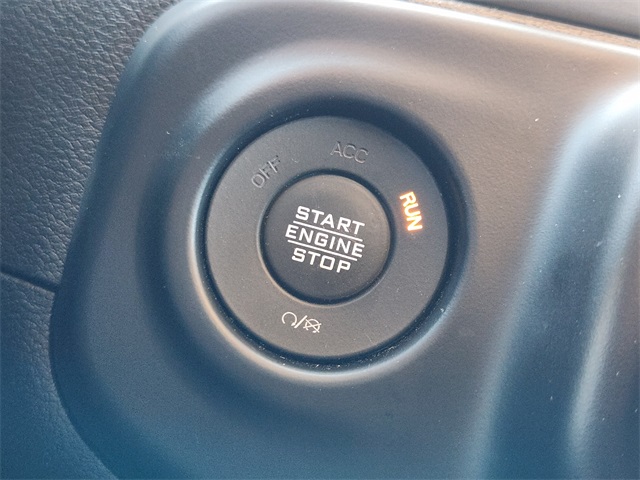 OFF
ACC
RUN
START
ENGINE
STOP